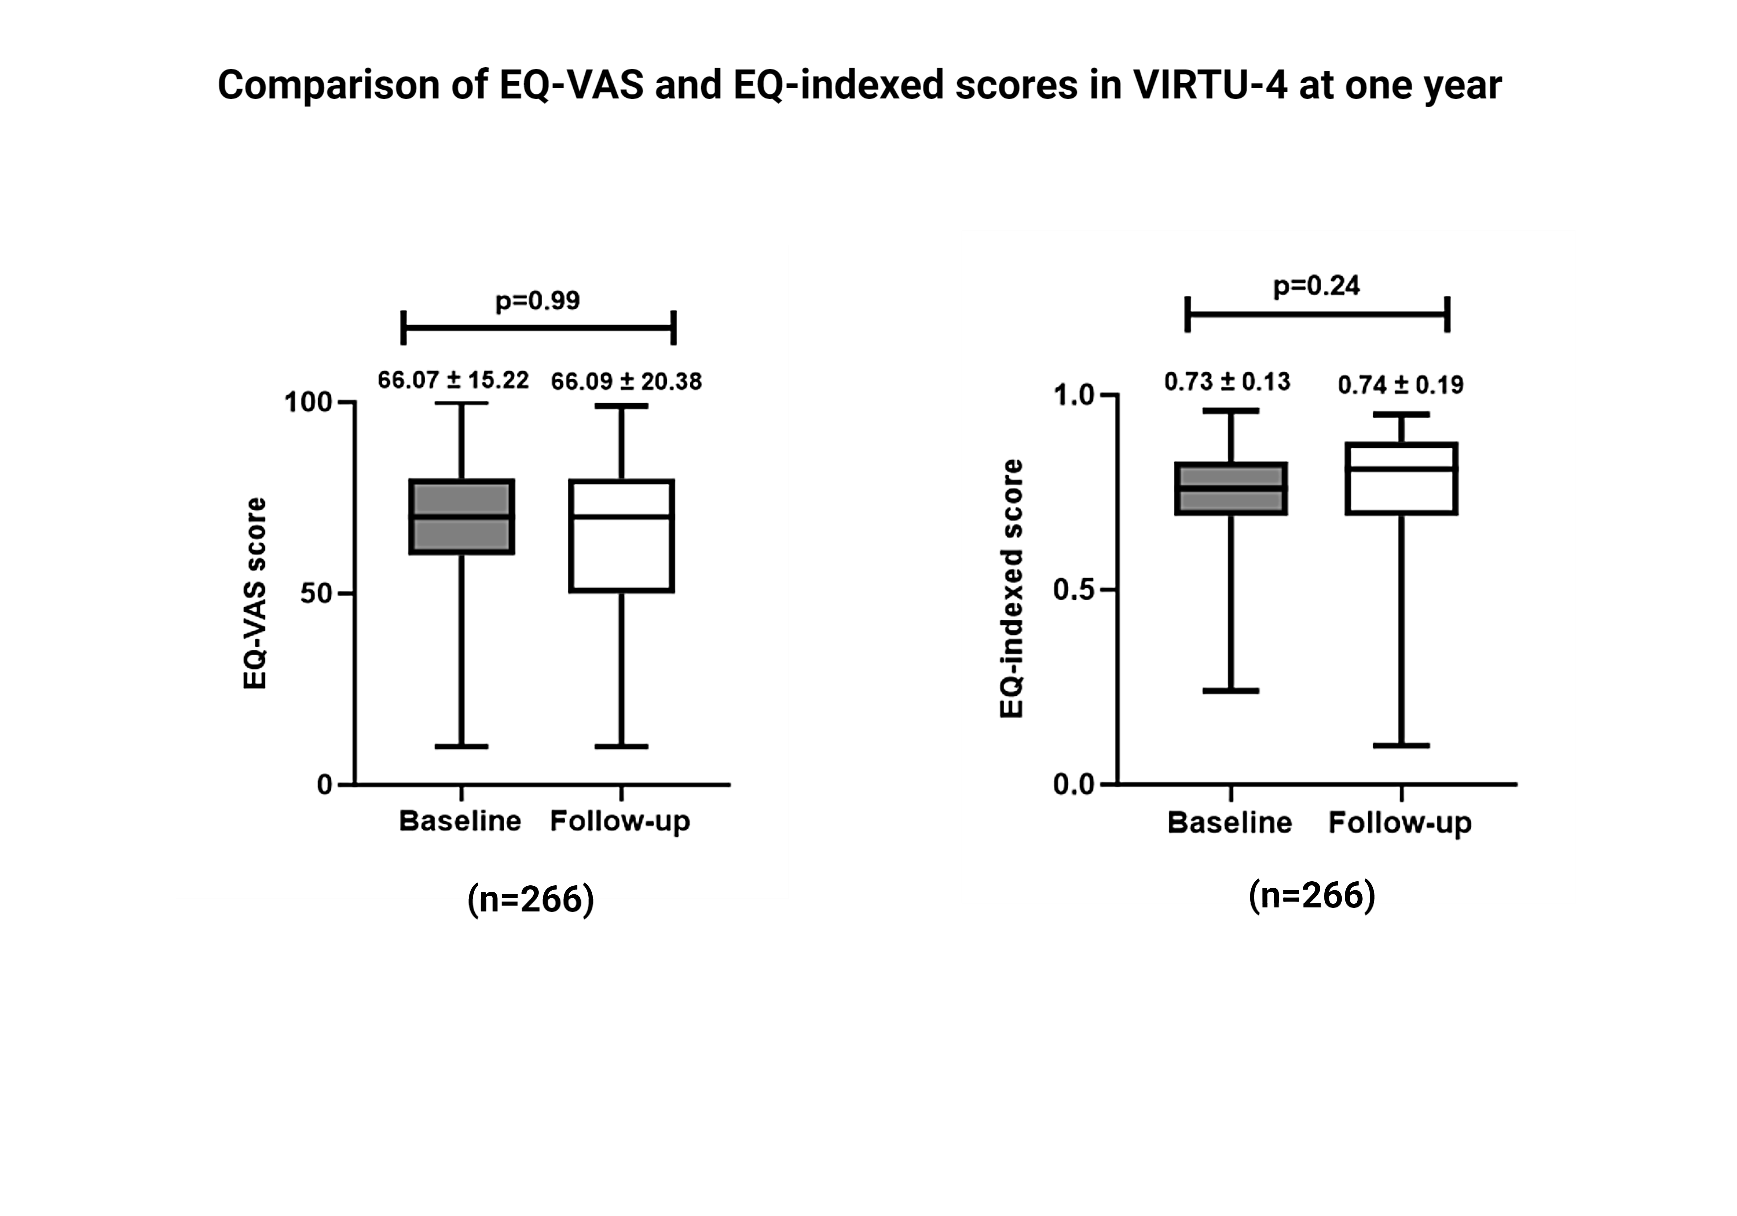 Comparison of EQ-VAS and EQ-indexed scores in VIRTU-4 at one year
p=0.99
66.07 ± 15.22 66.09 ± 20.38
100
50
0
EQ-VAS score
Baseline Follow-up
(n=266)
p=0.24
0.73 ± 0.13 0.74 ± 0.19
1.0
0.5
0.0
EQ-indexed score
Baseline Follow-up
(n=266)